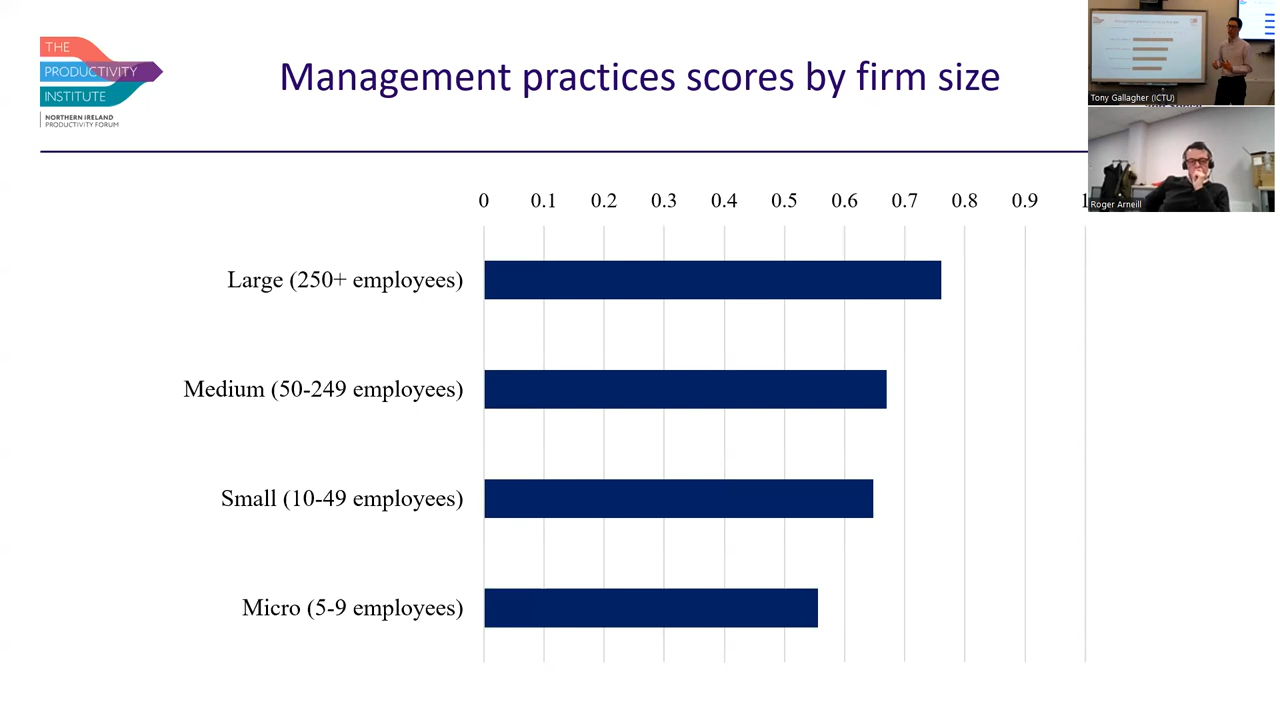 THE
PRODUCTIVITY
INSTITUTE
NORTHERN IRELAND
PRODUCTIVITY FORUM
Management practices scores by firm size
Tony Gallagher (ICTU)
Roger Arneill
0 0.1 0.2 0.3 0.4 0.5 0.6 0.7 0.8 0.9 1
Large (250+ employees)
Medium (50-249 employees)
Small (10-49 employees)
Micro (5-9 employees)